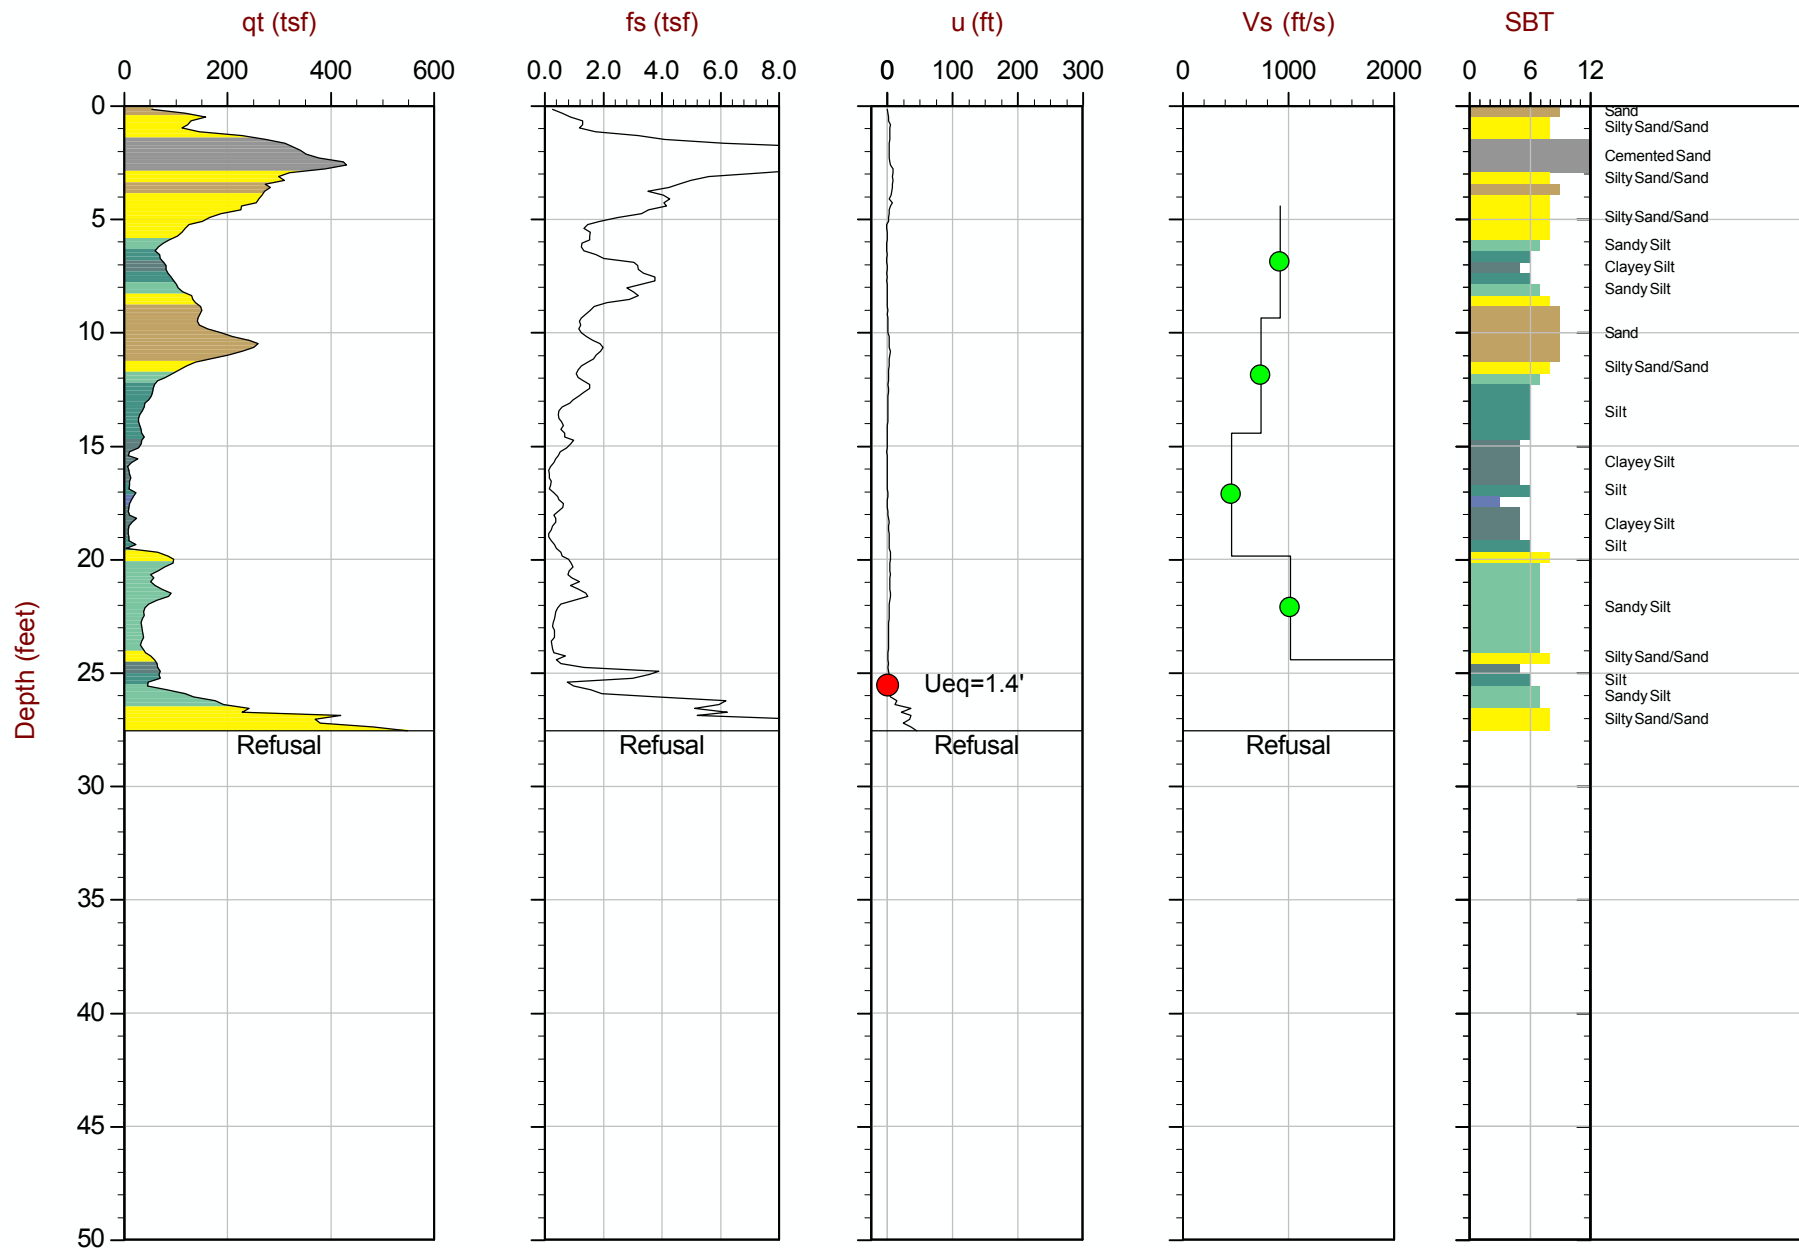 qt (tsf) fs (tsf) u (ft) Vs (ft/s) SBT
0 200 400 600 0.0 2.0 4.0 6.0 8.0 0 100 200 300 0 1000 2000 0 6 12
0
Sand
Silty Sand/Sand
Cemented Sand
Silty Sand/Sand
5
Silty Sand/Sand
Sandy Silt
Clayey Silt
Sandy Silt
10
Sand
Silty Sand/Sand
Silt
15
Clayey Silt
Silt
Clayey Silt
Silt
20
Sandy Silt
Silty Sand/Sand
25
Silt
Ueq=1.4'
Sandy Silt
Silty Sand/Sand
Refusal Refusal Refusal Refusal
Depth (feet)
30
35
40
45
50